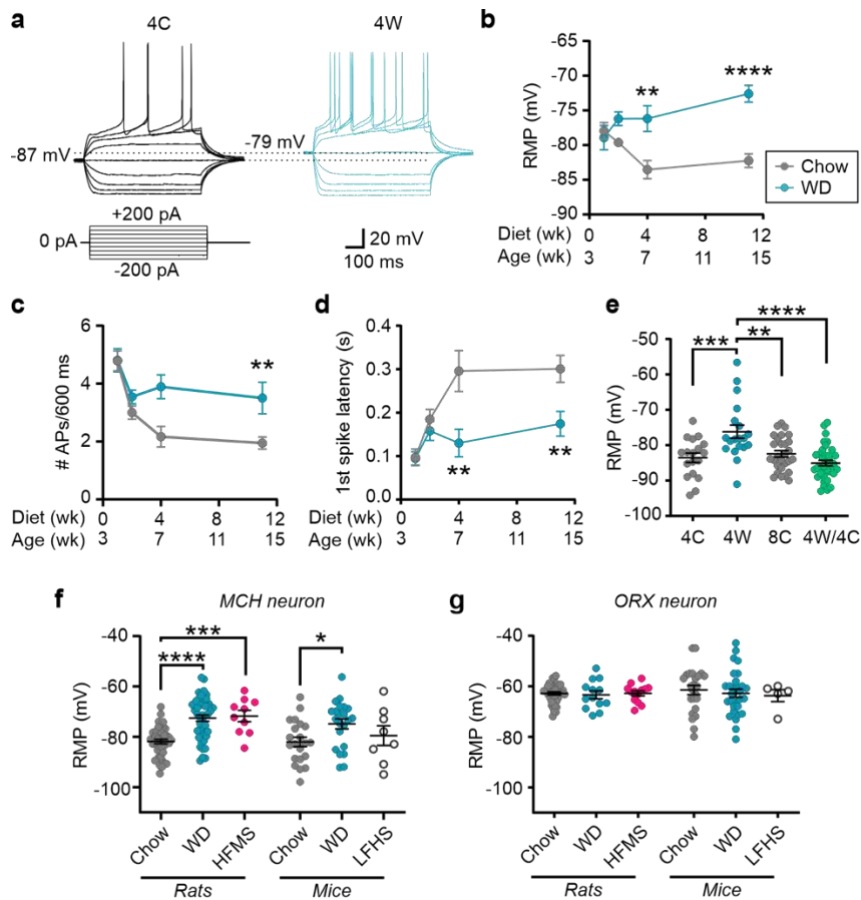 a
4C
4W
-87 mV
-79 mV
+200 pA
0 pA
-200 pA
20 mV
100 ms
b
RMP (mV)
-65
-70
-75
-80
-85
-90
**
****
Chow
WD
Diet (wk) 0 4 8 12
Age (wk) 3 7 11 15
c
# APs/600 ms
6
4
2
0
**
Diet (wk) 0 4 8 12
Age (wk) 3 7 11 15
d
1st spike latency (s)
0.4
0.3
0.2
0.1
0.0
**
**
Diet (wk) 0 4 8 12
Age (wk) 3 7 11 15
e
RMP (mV)
-50
-60
-70
-80
-90
-100
****
*** **
4C 4W 8C 4W/4C
f
MCH neuron
RMP (mV)
-40
-60
-80
-100
***
****
*
Chow WD HFMS Chow WD LFHS
Rats Mice
g
ORX neuron
RMP (mV)
-40
-60
-80
-100
Chow WD HFMS Chow WD LFHS
Rats Mice